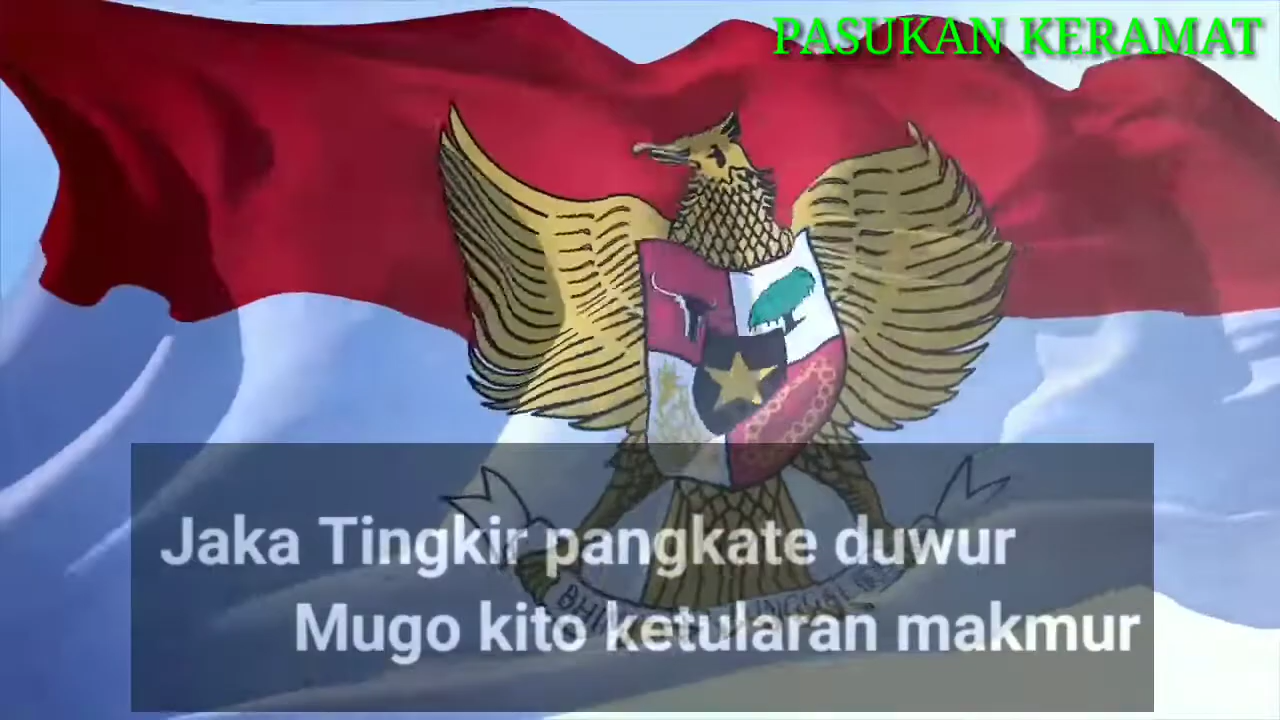 PASUKAN KERAMAT
Jaka Tingkir pangkate duwur
Mugo kito ketularan makmur